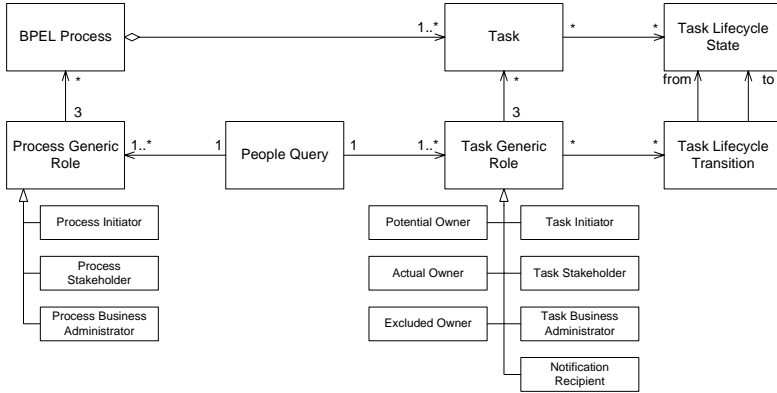 BPEL Process
1..*
Task
*
*
Task Lifecycle
State
*
*
from
to
3
3
Process Generic
Role
1..*
1
People Query
1
1..*
Task Generic
Role
*
*
Task Lifecycle
Transition
Process Initiator
Potential Owner
Task Initiator
Process
Stakeholder
Actual Owner
Task Stakeholder
Process Business
Administrator
Excluded Owner
Task Business
Administrator
Notification
Recipient